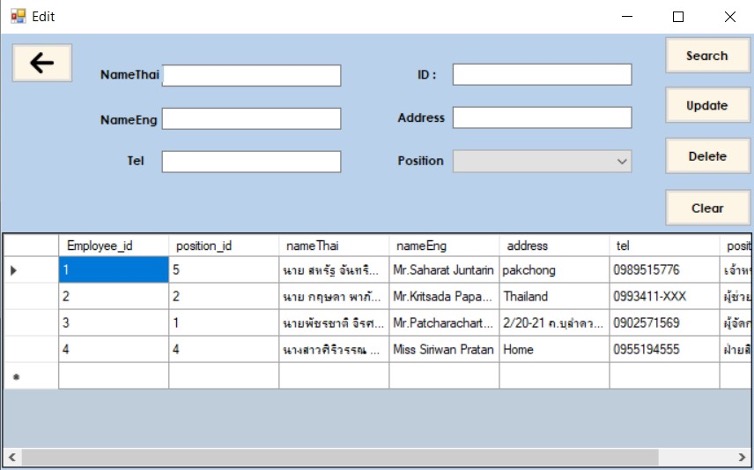 Edit
NameThai
ID :
Search
NameEng
Address
Update
Tel
Position
Delete
Clear
Employee_id position_id nameThai nameEng address tel posit
1 5 นาย สหรัฐ จันทริ... Mr.Saharat Juntarin pakchong 0989515776 เจ้าห
2 2 นาย กฤษดา พาภั... Mr.Kritsada Papa... Thailand 0993411-XXX ผู้ช่วย
3 1 นายพัชรชาติ จิรศ... Mr.Patcharachart... 2/20-21 ถ.บุลำดว... 0902571569 ผู้จัดก
4 4 นางสาวศิริวรรณ ... Miss Siriwan Pratan Home 0955194555 ฝ่ายสิ